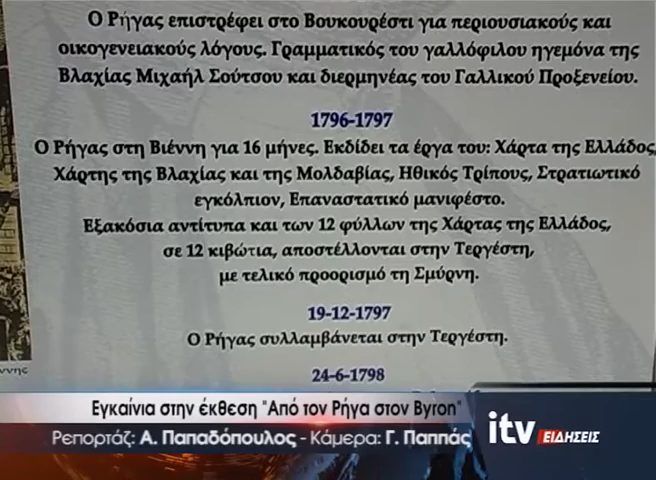 Ο Ρήγας επιστρέφει στο Βουκουρέστι για περιουσιακούς και
οικογενειακούς λόγους. Γραμματικός του γαλλόφιλου ηγεμόνα της
Βλαχίας Μιχαήλ Σούτσου και διερμηνέας του Γαλλικού Προξενείου.
1796-1797
Ο Ρήγας στη Βιέννη για 16 μήνες. Εκδίδει τα έργα του: Χάρτα της Ελλάδος,
Χάρτης της Βλαχίας και της Μολδαβίας, Ηθικός Τρίπους, Στρατιωτικό
εγκόλπιον, Επαναστατικό μανιφέστο.
Εξακόσια αντίτυπα και των 12 φύλλων της Χάρτας της Ελλάδος,
σε 12 κιβώτια, αποστέλλονται στην Τεργέστη,
με τελικό προορισμό τη Σμύρνη.
19-12-1797
Ο Ρήγας συλλαμβάνεται στην Τεργέστη.
24-6-1798
Εγκαίνια στην έκθεση "Από τον Ρήγα στον Byron"
Ρεπορτάζ: Α. Παπαδόπουλος - Κάμερα: Γ. Παππάς
itv ΕΙΔΗΣΕΙΣ